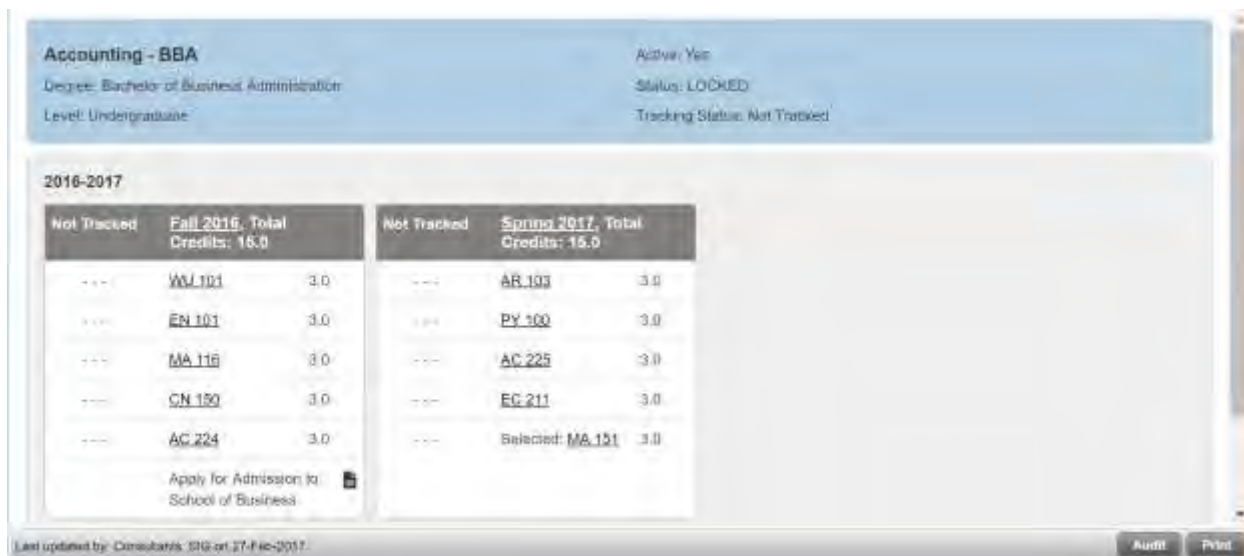 Accounting - BBA
Active: Yes
Degree: Bachelor of Business Administration
Status: LOCKED
Level: Undergraduate
Tracking Status: Not Tracked
2016-2017
Not Tracked Fall 2016, Total Credits: 15.0
Not Tracked Spring 2017, Total Credits: 15.0
--- WU 101 3.0
--- AR 103 3.0
--- EN 101 3.0
--- PY 100 3.0
--- MA 116 3.0
--- AC 225 3.0
--- CN 150 3.0
--- EC 211 3.0
--- AC 224 3.0
--- Selected: MA 151 3.0
Apply for Admission to
School of Business
Last updated by: Consultants, SIG on 27-Feb-2017
Audit
Print